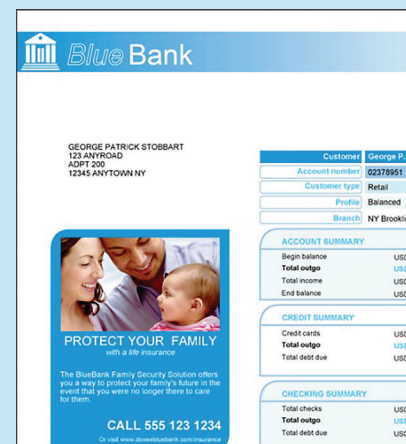 Blue Bank
GEORGE PATRICK STOBBART
123 ANYROAD
ADPT 200
12345 ANYTOWN NY
Customer George P.
Account number 02378951
Customer type Retail
Profile Balanced
Branch NY Brookli
ACCOUNT SUMMARY
Begin balance USD
Total outgo USD
Total income USD
End balance USD
CREDIT SUMMARY
Credit cards USD
Total outgo USD
Total debt due USD
CHECKING SUMMARY
Total checks USD
Total outgo USD
Total debt due USD
PROTECT YOUR FAMILY
with a life insurance
The BlueBank Family Security Solution offers
you a way to protect your family's future in the
event that you were no longer there to care
for them.
CALL 555 123 1234
Or visit www.doxeebluebank.com/insurance